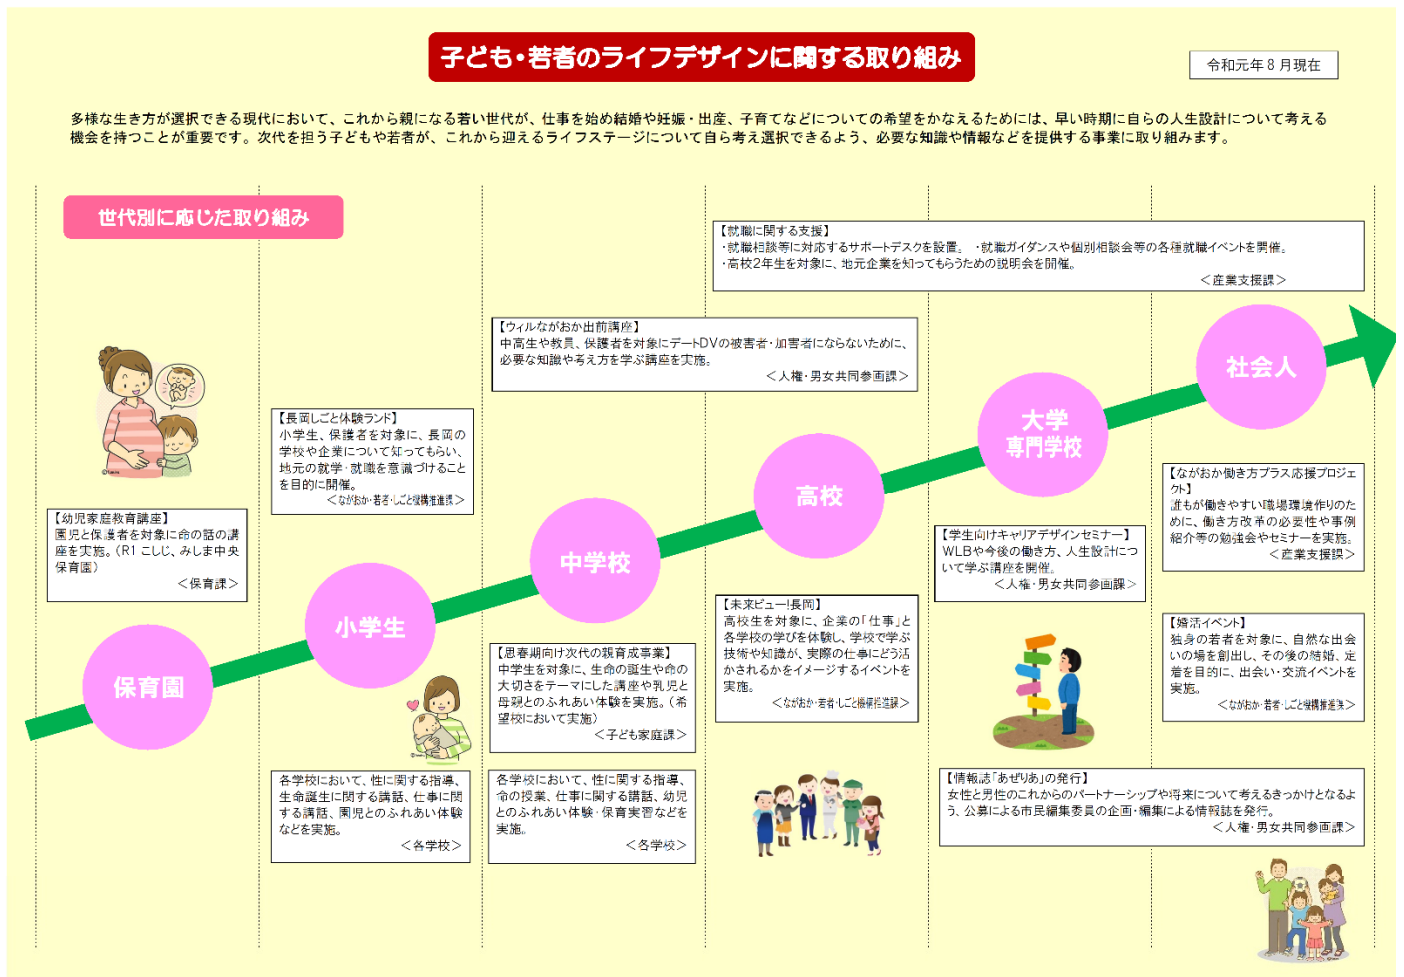 子ども・若者のライフデザインに関する取り組み
令和元年８月現在
多様な生き方が選択できる現代において、これから親になる若い世代が、仕事を始め結婚や妊娠・出産、子育てなどについての希望をかなえるためには、早い時期に自らの人生設計について考える
機会を持つことが重要です。次代を担う子どもや若者が、これから迎えるライフステージについて自ら考え選択できるよう、必要な知識や情報などを提供する事業に取り組みます。
世代別に応じた取り組み
【就職に関する支援】
・就職相談等に対応するサポートデスクを設置。 ・就職ガイダンスや個別相談会等の各種就職イベントを開催。
・高校２年生を対象に、地元企業を知ってもらうための説明会を開催。
＜産業支援課＞
【ウィルながおか出前講座】
中高生や教員、保護者を対象にデートDVの被害者・加害者にならないために、
必要な知識や考え方を学ぶ講座を実施。
＜人権・男女共同参画課＞
社会人
大学
専門学校
【長岡しごと体験ランド】
小学生、保護者を対象に、長岡の
学校や企業について知ってもらい、
地元の就学・就職を意識づけること
を目的に開催。
＜ながおか・若者・しごと機構推進課＞
高校
【ながおか働き方プラス応援プロジェ
クト】
誰もが働きやすい職場環境作りのた
めに、働き方改革の必要性や事例
紹介等の勉強会やセミナーを実施。
＜産業支援課＞
【幼児家庭教育講座】
園児と保護者を対象に命の話の講
座を実施。（R１こしじ、みしま中央
保育園）
＜保育課＞
中学校
【学生向けキャリアデザインセミナー】
WLBや今後の働き方、人生設計につ
いて学ぶ講座を開催。
＜人権・男女共同参画課＞
小学生
【未来ビュー！長岡】
高校生を対象に、企業の「仕事」と
各学校の学びを体験し、学校で学ぶ
技術や知識が、実際の仕事にどう活
かされるかをイメージするイベントを
実施。
＜ながおか・若者・しごと機構推進課＞
【婚活イベント】
独身の若者を対象に、自然な出会
いの場を創出し、その後の結婚、定
着を目的に、出会い・交流イベントを
実施。
＜ながおか・若者・しごと機構推進課＞
保育園
【思春期向け次代の親育成事業】
中学生を対象に、生命の誕生や命の
大切さをテーマにした講座や乳児と
母親とのふれあい体験を実施。（希
望校において実施）
＜子ども家庭課＞
各学校において、性に関する指導、
生命誕生に関する講話、仕事に関
する講話、園児とのふれあい体験
などを実施。
＜各学校＞
各学校において、性に関する指導、
命の授業、仕事に関する講話、幼児
とのふれあい体験・保育実習などを
実施。
＜各学校＞
【情報誌「あぜりあ」の発行】
女性と男性のこれからのパートナーシップや将来について考えるきっかけとなるよ
う、公募による市民編集委員の企画・編集による情報誌を発行。
＜人権・男女共同参画課＞